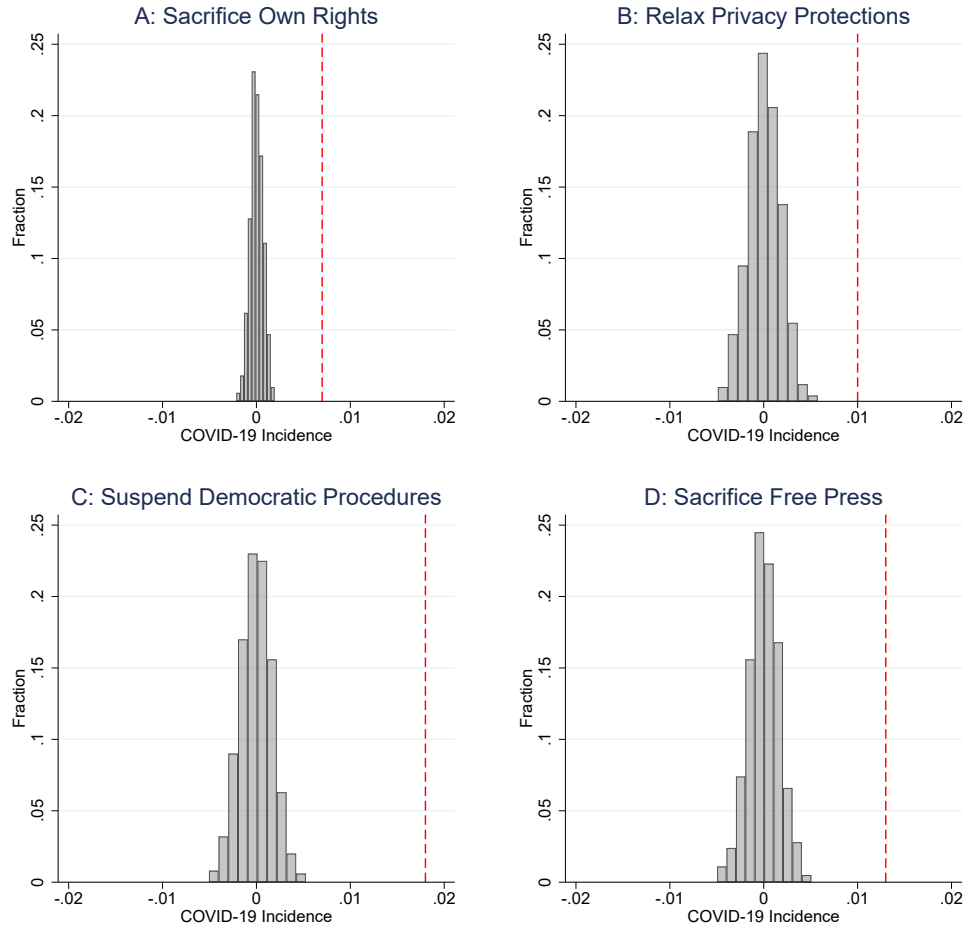 A: Sacrifice Own Rights
.25
.2
.15
.1
.05
0
Fraction
-.02 -.01 0 .01 .02
COVID-19 Incidence
B: Relax Privacy Protections
.25
.2
.15
.1
.05
0
Fraction
-.02 -.01 0 .01 .02
COVID-19 Incidence
C: Suspend Democratic Procedures
.25
.2
.15
.1
.05
0
Fraction
-.02 -.01 0 .01 .02
COVID-19 Incidence
D: Sacrifice Free Press
.25
.2
.15
.1
.05
0
Fraction
-.02 -.01 0 .01 .02
COVID-19 Incidence